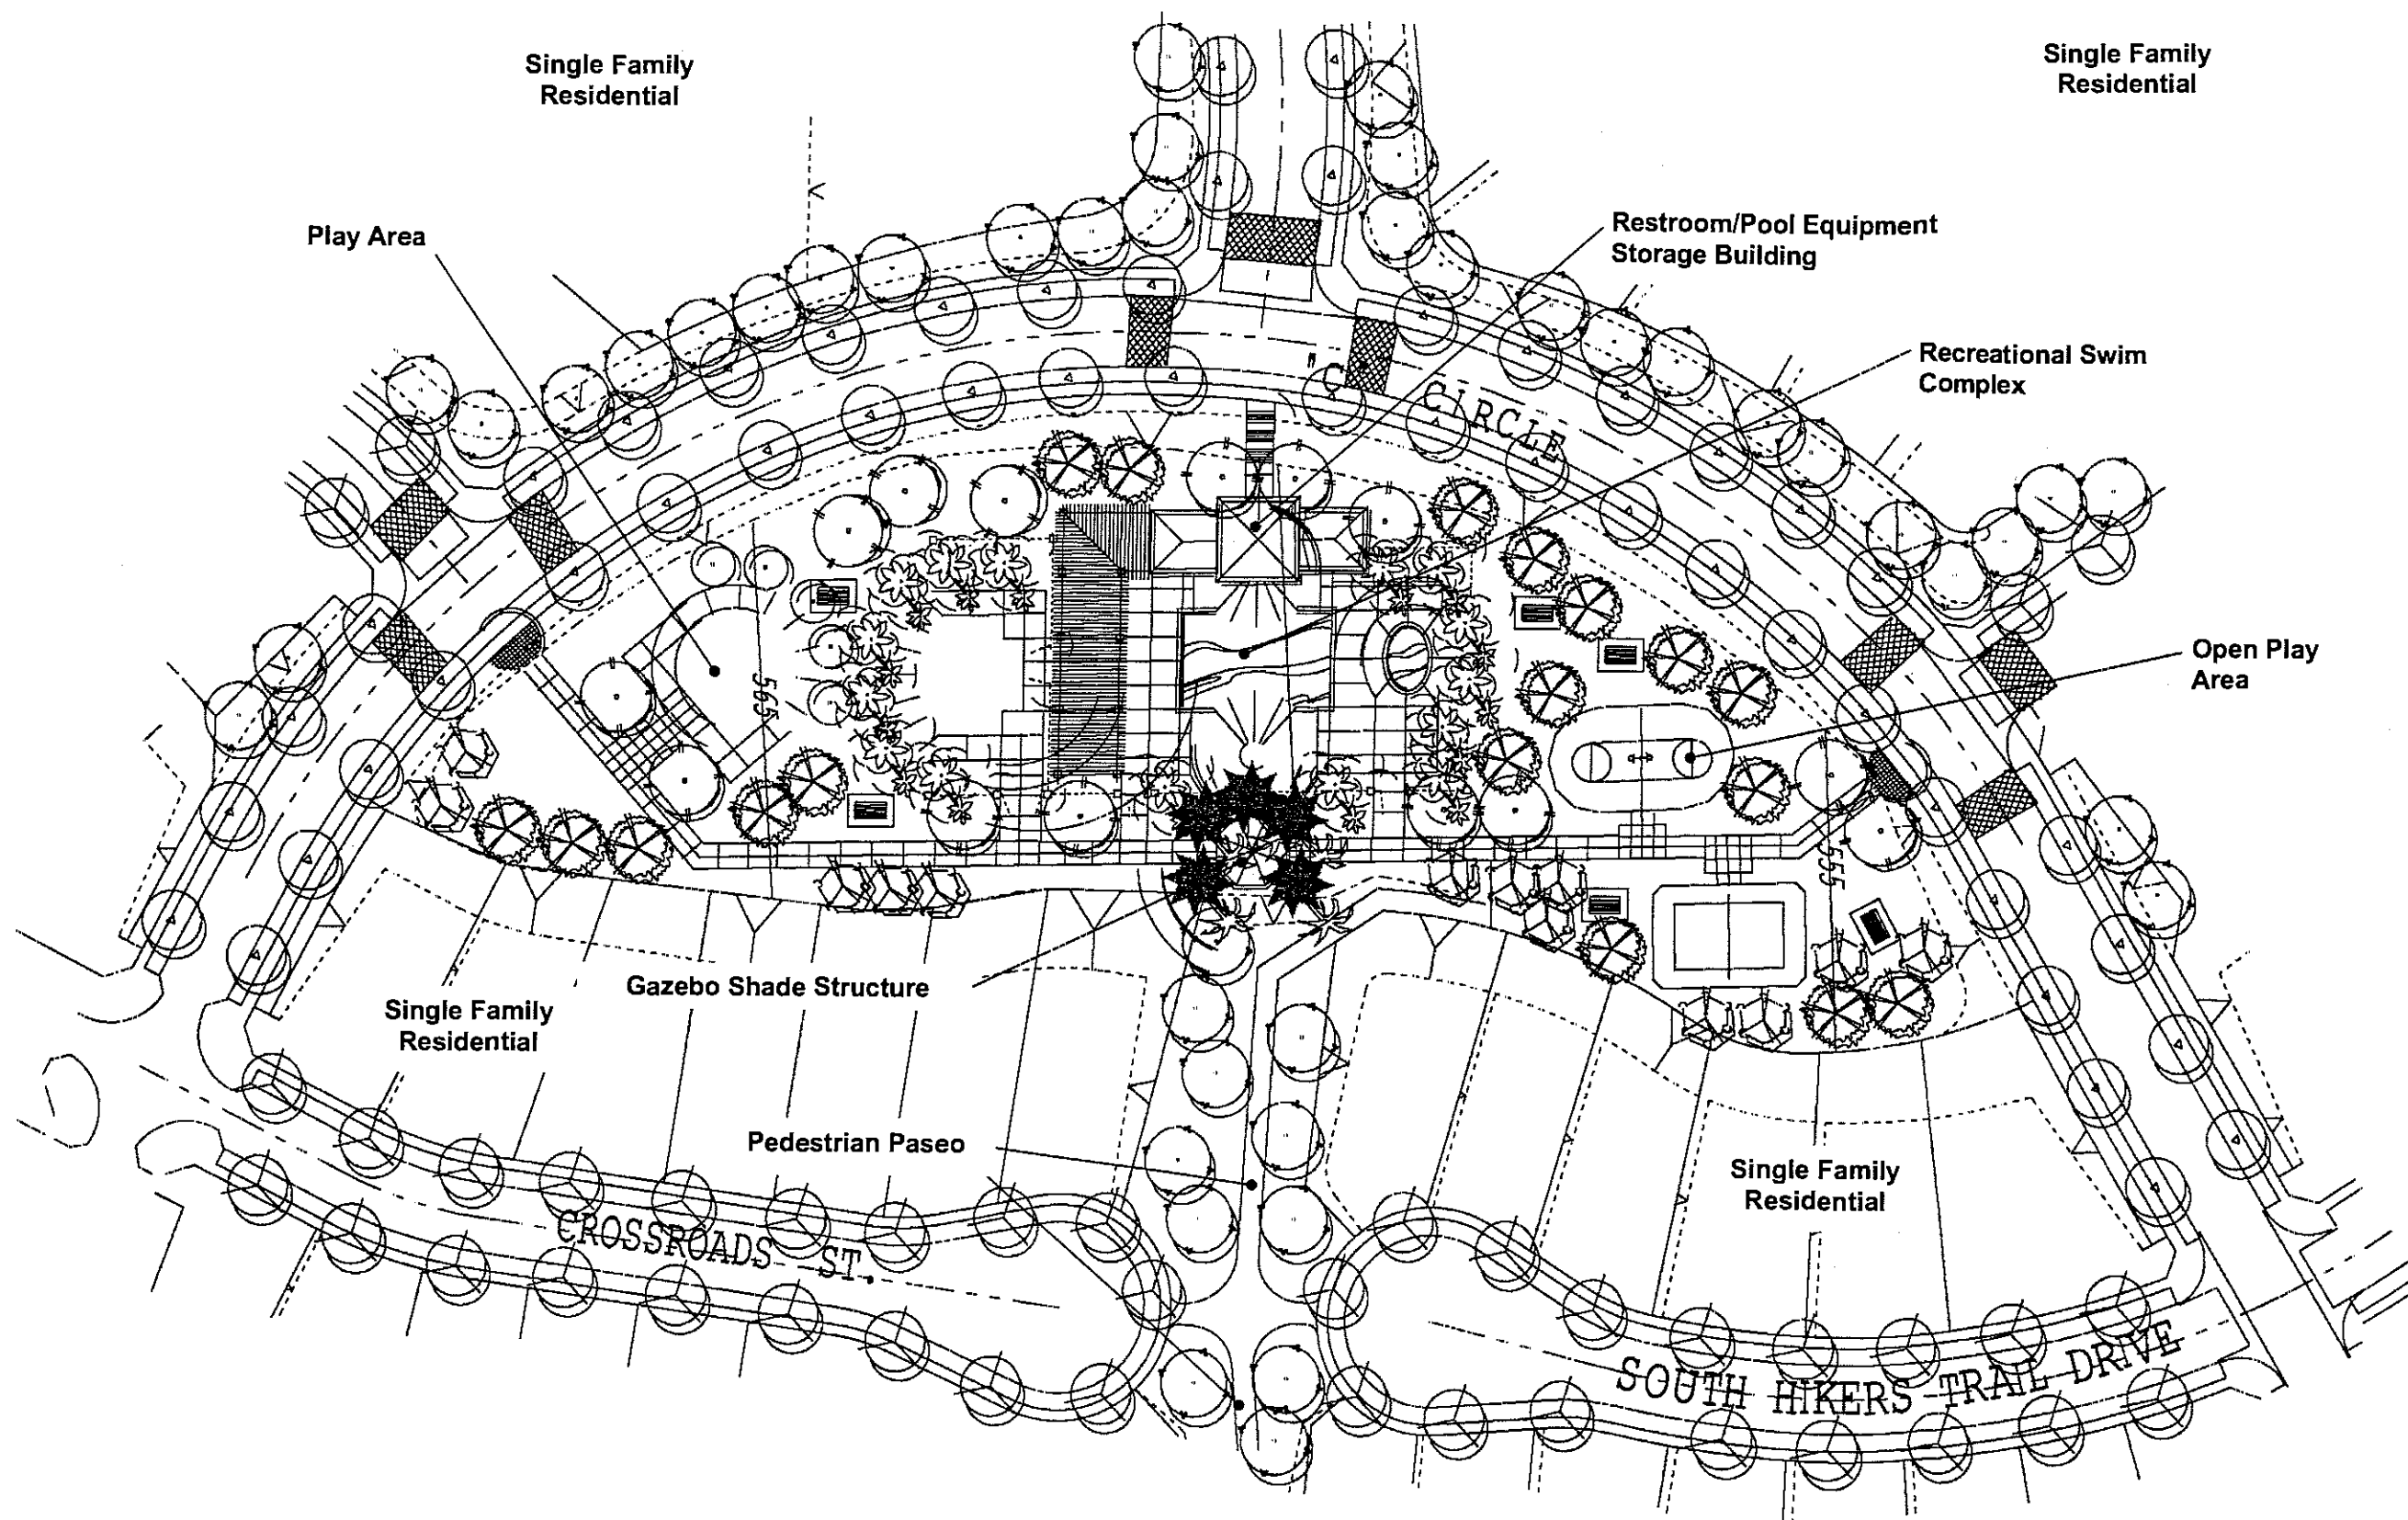 Single Family
Residential
Single Family
Residential
Play Area
Restroom/Pool Equipment
Storage Building
Recreational Swim
Complex
CIRCLE
Open Play
Area
565
555
Gazebo Shade Structure
Single Family
Residential
Pedestrian Paseo
Single Family
Residential
CROSSROADS ST.
SOUTH HIKERS TRAIL DRIVE